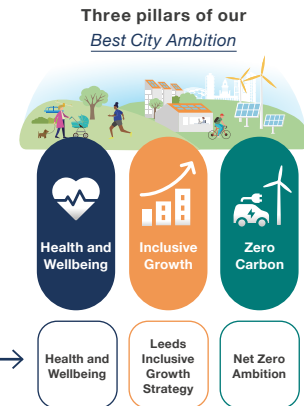 Three pillars of our
Best City Ambition
Health and
Wellbeing
Inclusive
Growth
Zero
Carbon
Health and
Wellbeing
Leeds
Inclusive
Growth
Strategy
Net Zero
Ambition